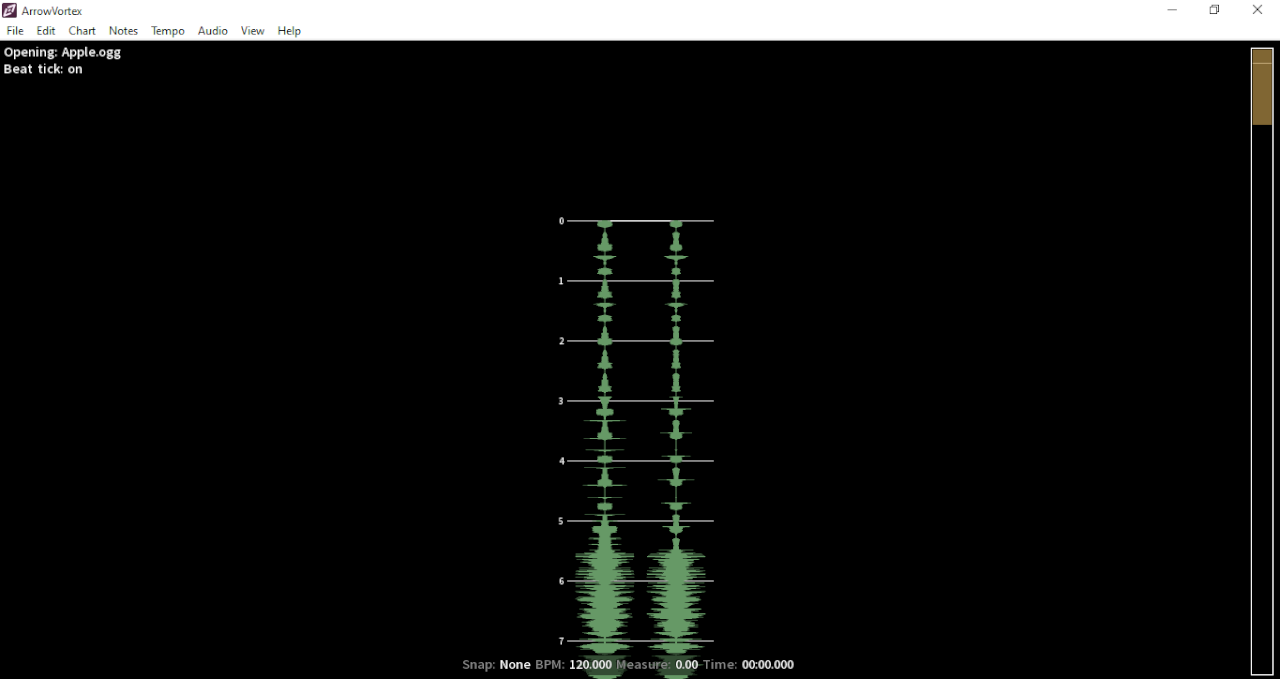 ArrowVortex
File Edit Chart Notes Tempo Audio View Help
Opening: Apple.ogg
Beat tick: on
0
1
2
3
4
5
6
7
Snap: None BPM: 120.000 Measure: 0.00 Time: 00:00.000